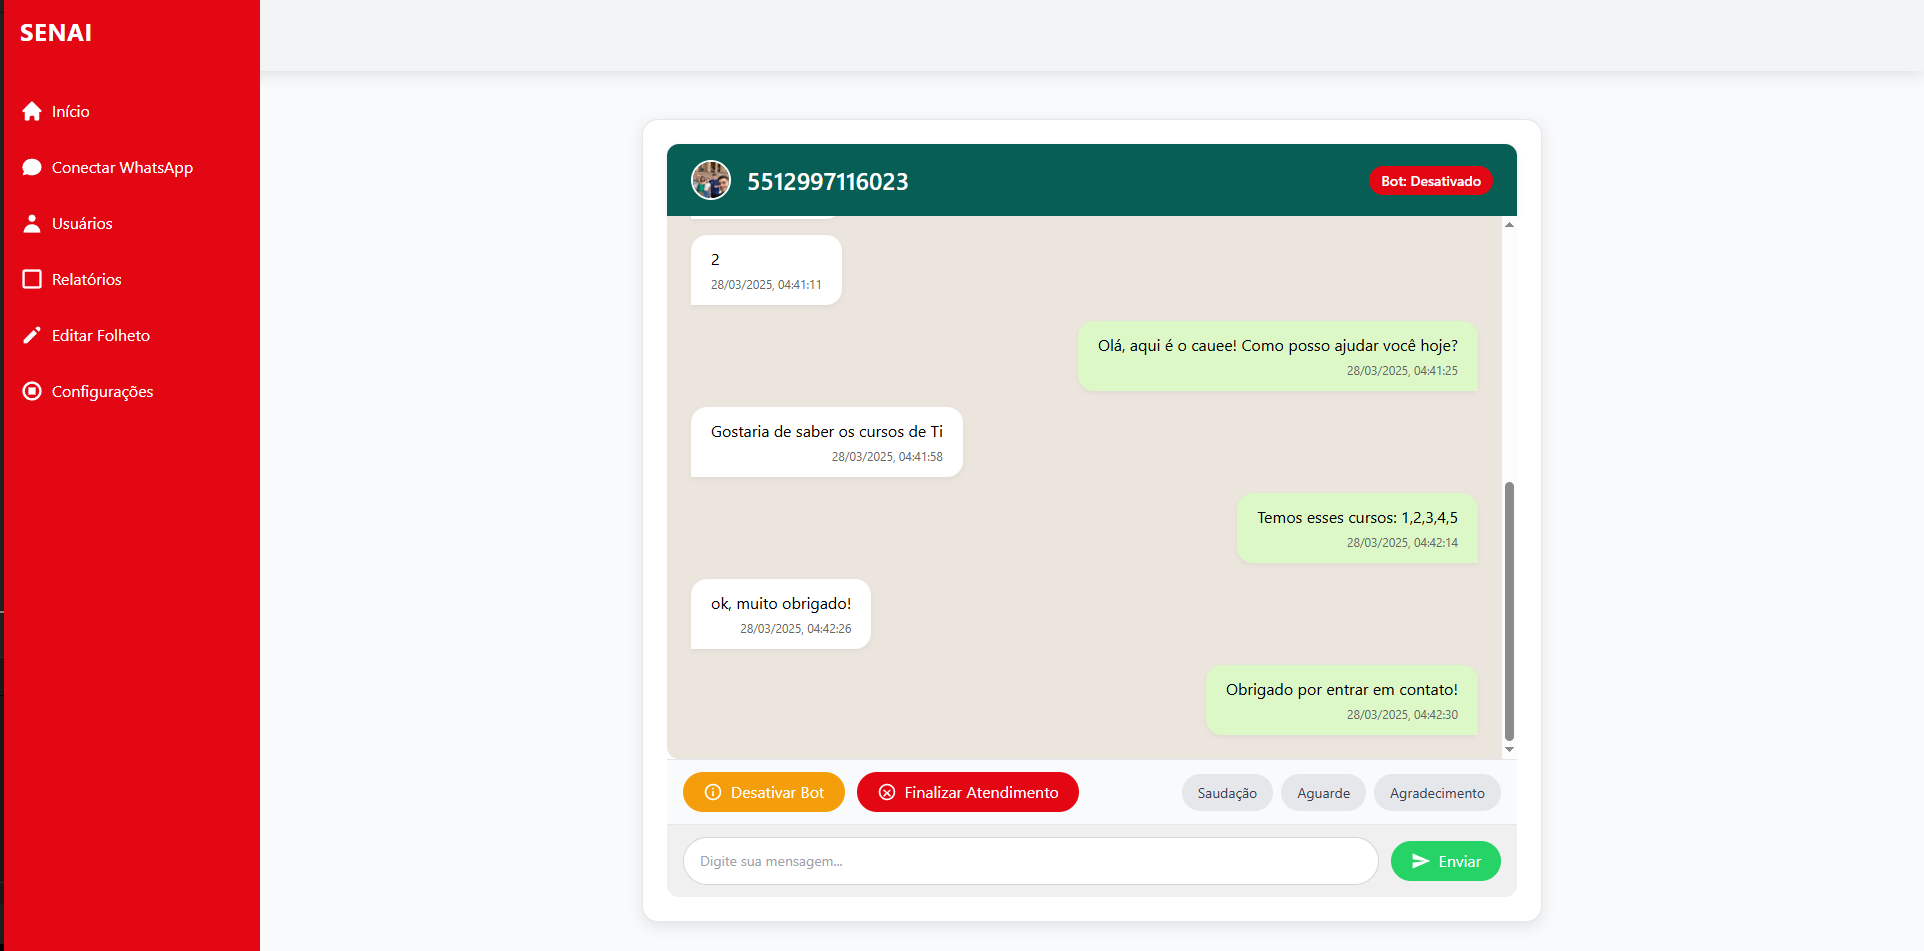 SENAI
Início
Conectar WhatsApp
Usuários
Relatórios
Editar Folheto
Configurações
5512997116023
Bot: Desativado
2
28/03/2025, 04:41:11
Olá, aqui é o cauee! Como posso ajudar você hoje?
28/03/2025, 04:41:25
Gostaria de saber os cursos de Ti
28/03/2025, 04:41:58
Temos esses cursos: 1,2,3,4,5
28/03/2025, 04:42:14
ok, muito obrigado!
28/03/2025, 04:42:26
Obrigado por entrar em contato!
28/03/2025, 04:42:30
Desativar Bot
Finalizar Atendimento
Saudação
Aguarde
Agradecimento
Digite sua mensagem...
Enviar